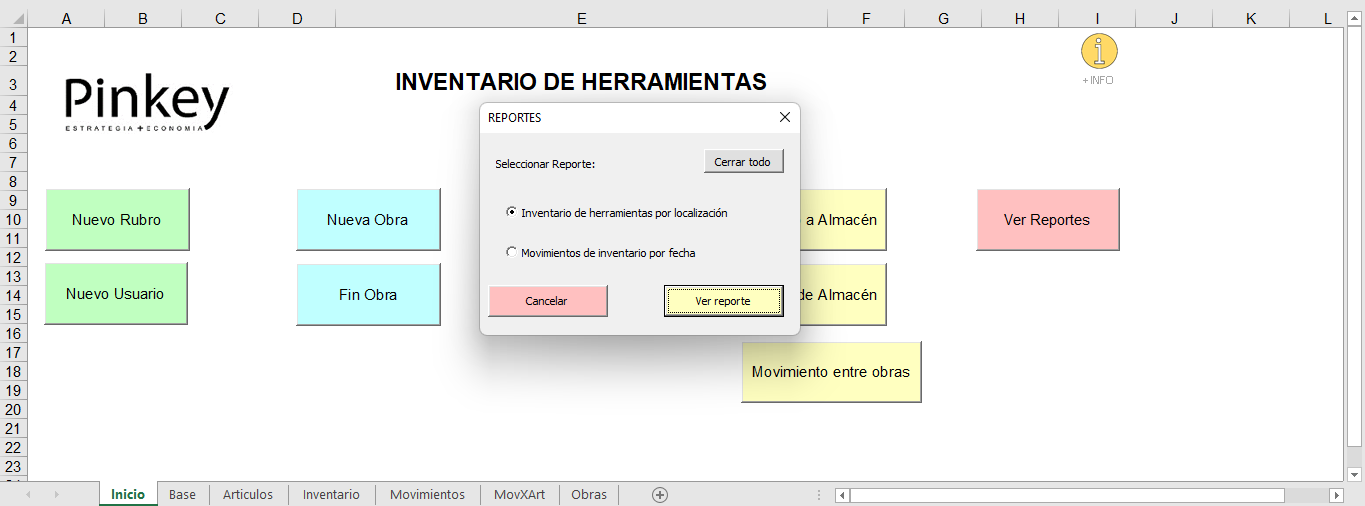 A B C D E F G H I J K L
1
2
3
4
5
6
7
8
9
10
11
12
13
14
15
16
17
18
19
20
21
22
23
Pinkey
ESTRATEGIA + ECONOMIA
INVENTARIO DE HERRAMIENTAS
i
+ INFO
REPORTES
Seleccionar Reporte:
Cerrar todo
Inventario de herramientas por localización
Movimientos de inventario por fecha
Cancelar
Ver reporte
Nuevo Rubro
Nueva Obra
a Almacén
Ver Reportes
Nuevo Usuario
Fin Obra
de Almacén
Movimiento entre obras
Inicio Base Articulos Inventario Movimientos MovXArt Obras